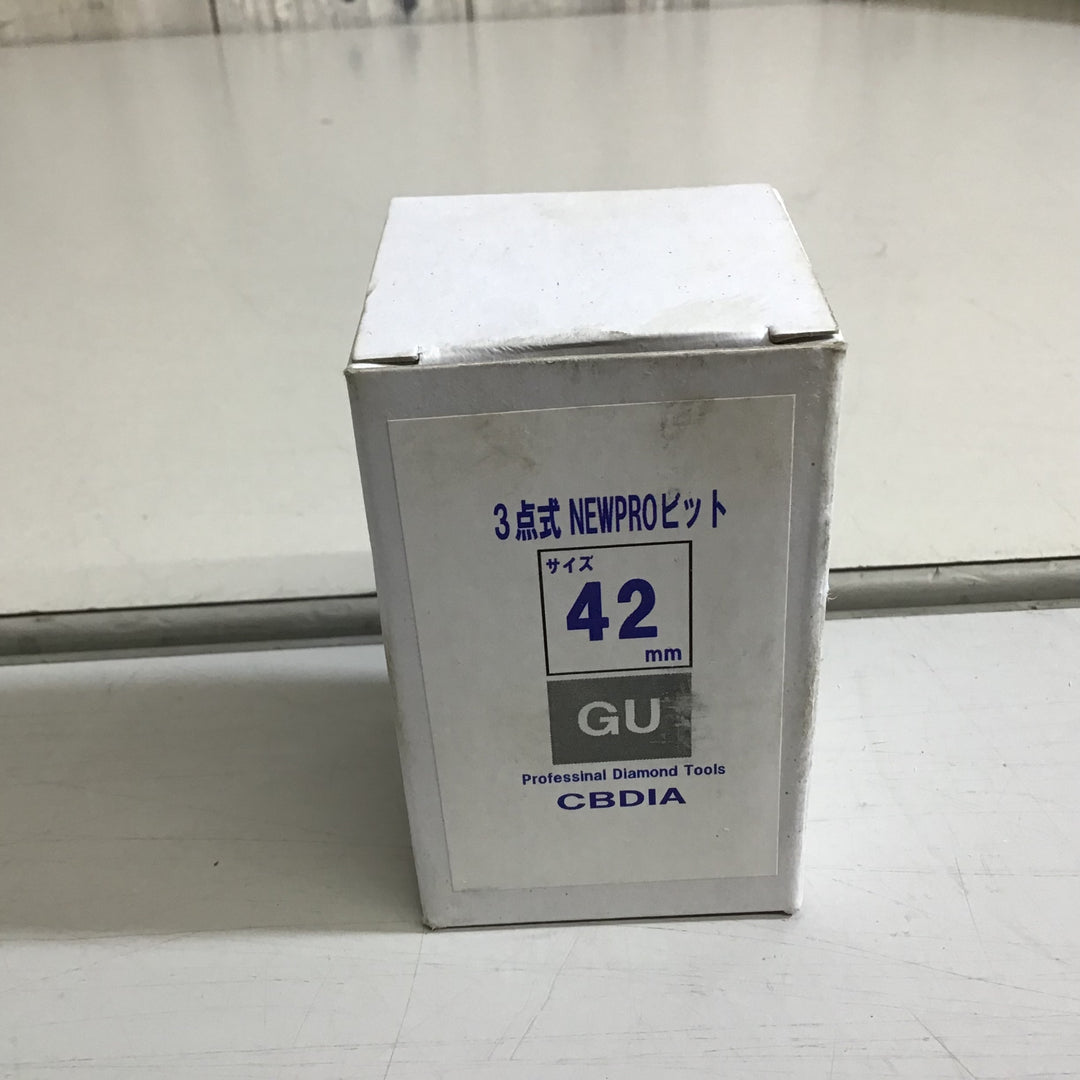 3点式 NEWPROビット
サイズ
42
mm
GU
Professinal Diamond Tools
CBDIA